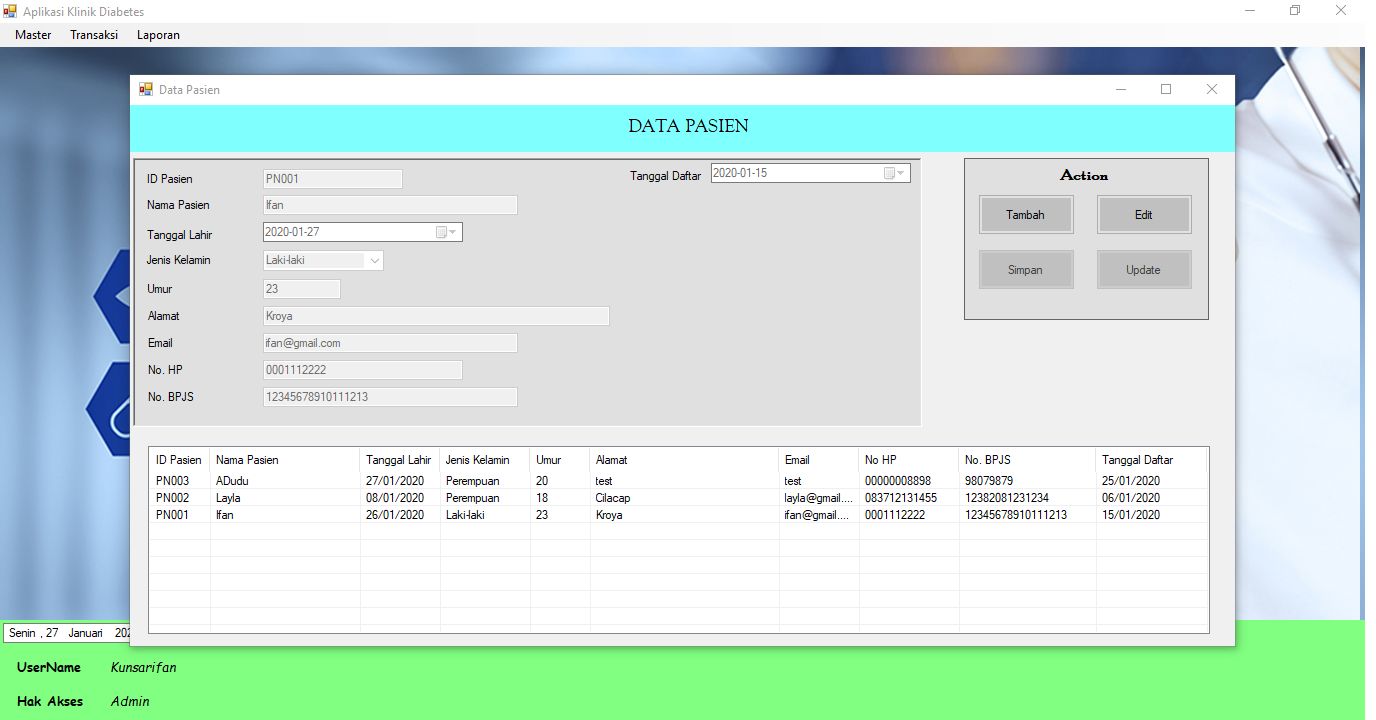 Aplikasi Klinik Diabetes
Master Transaksi Laporan
Data Pasien
DATA PASIEN
ID Pasien PN001 Tanggal Daftar 2020-01-15
Nama Pasien Ifan
Tanggal Lahir 2020-01-27
Jenis Kelamin Laki-laki
Umur 23
Alamat Kroya
Email ifan@gmail.com
No. HP 0001112222
No. BPJS 12345678910111213
Action
Tambah Edit
Simpan Update
ID Pasien Nama Pasien Tanggal Lahir Jenis Kelamin Umur Alamat Email No HP No. BPJS Tanggal Daftar
PN003 ADudu 27/01/2020 Perempuan 20 test test 00000008898 98079879 25/01/2020
PN002 Layla 08/01/2020 Perempuan 18 Cilacap layla@gmail.... 083712131455 12382081231234 06/01/2020
PN001 Ifan 26/01/2020 Laki-laki 23 Kroya ifan@gmail.... 0001112222 12345678910111213 15/01/2020
Senin , 27 Januari 202
UserName Kunsarifan
Hak Akses Admin